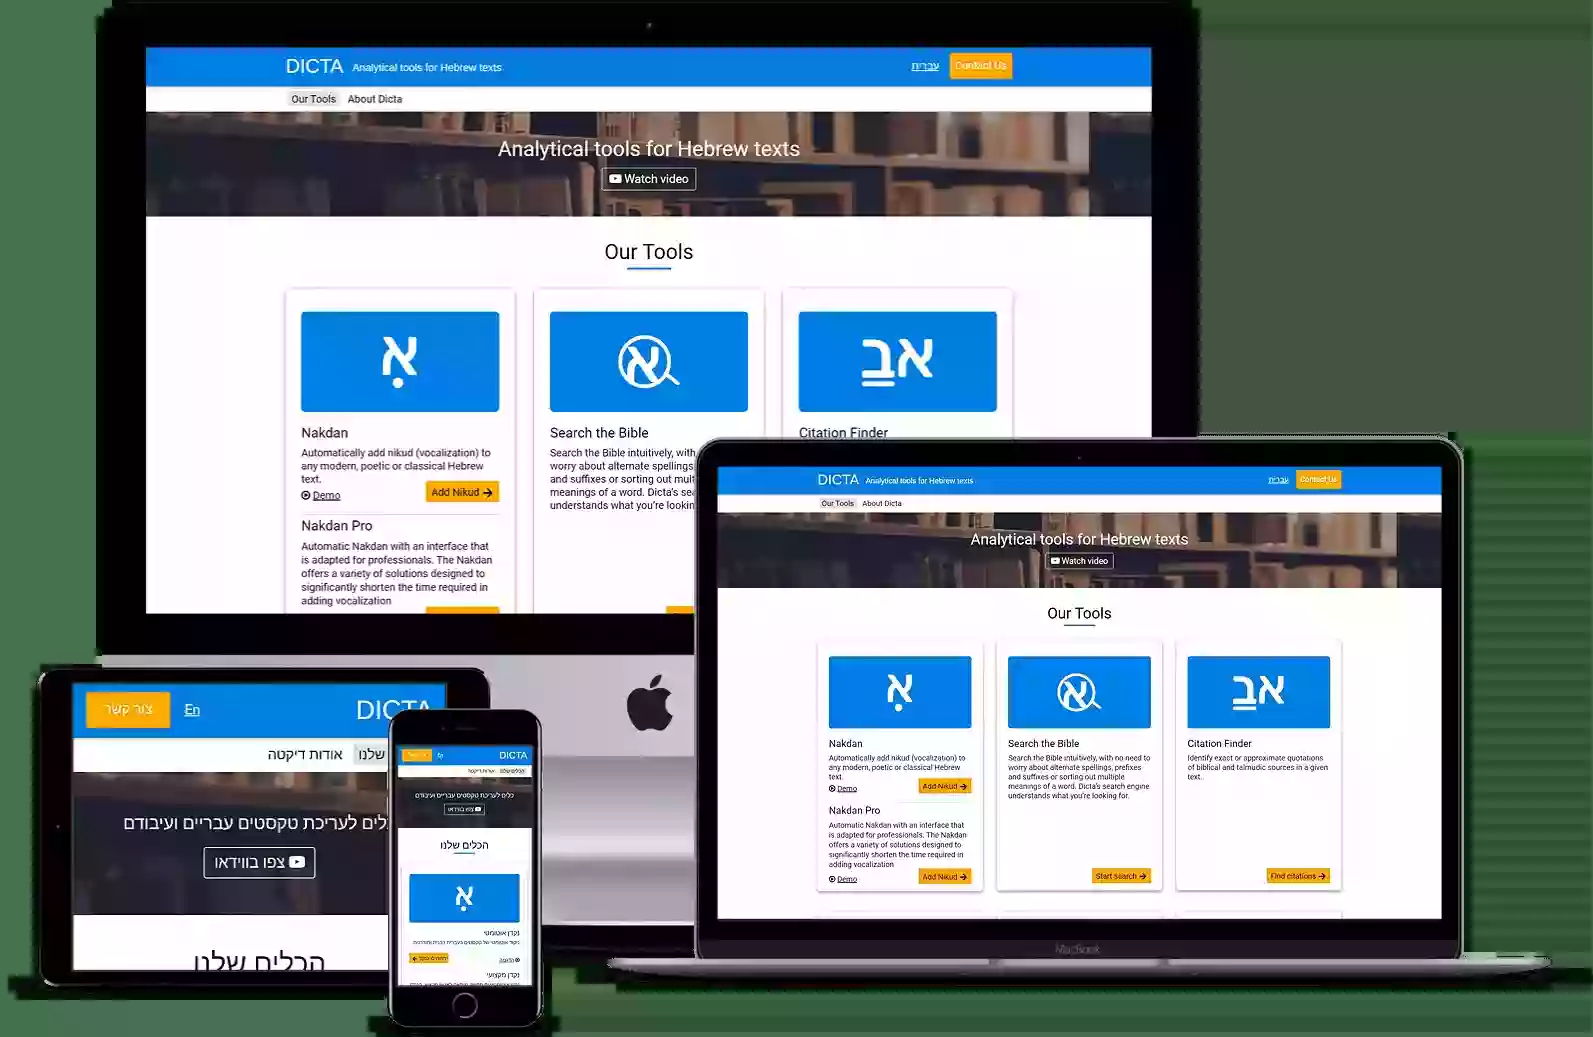 DICTA Analytical tools for Hebrew texts
עברית
Contact Us
Our Tools
About Dicta
Analytical tools for Hebrew texts
Watch video
Our Tools
אִ
א
אב
Nakdan
Automatically add nikud (vocalization) to
any modern, poetic or classical Hebrew
text.
Demo
Add Nikud
Nakdan Pro
Automatic Nakdan with an interface that
is adapted for professionals. The Nakdan
offers a variety of solutions designed to
significantly shorten the time required in
adding vocalization
Search the Bible
Search the Bible intuitively, with
worry about alternate spellings
and suffixes or sorting out mult
meanings of a word. Dicta's sea
understands what you're lookin
Citation Finder
DICTA Analytical tools for Hebrew texts
עברית
Contact Us
Our Tools
About Dicta
Analytical tools for Hebrew texts
Watch video
Our Tools
אִ
א
אב
Nakdan
Automatically add nikud (vocalization) to
any modern, poetic or classical Hebrew
text.
Demo
Add Nikud
Nakdan Pro
Automatic Nakdan with an interface that
is adapted for professionals. The Nakdan
offers a variety of solutions designed to
significantly shorten the time required in
adding vocalization
Demo
Add Nikud
Search the Bible
Search the Bible intuitively, with no need to
worry about alternate spellings, prefixes
and suffixes or sorting out multiple
meanings of a word. Dicta's search engine
understands what you're looking for.
Start search
Citation Finder
Identify exact or approximate quotations
of biblical and talmudic sources in a given
text.
Find citations
MacBook
DICTA
En
צור קשר
שלנו
אודות דיקטה
לים לעריכת טקסטים עבריים ועיבודם
צפו בווידאו
הכלים שלנו
DICTA
הכלים שלנו
אודות דיקטה
כלים לעריכת טקסטים עבריים ועיבודם
צפו בווידאו
הכלים שלנו
אִ
נקדן אוטומטי
נקדן מקצועי